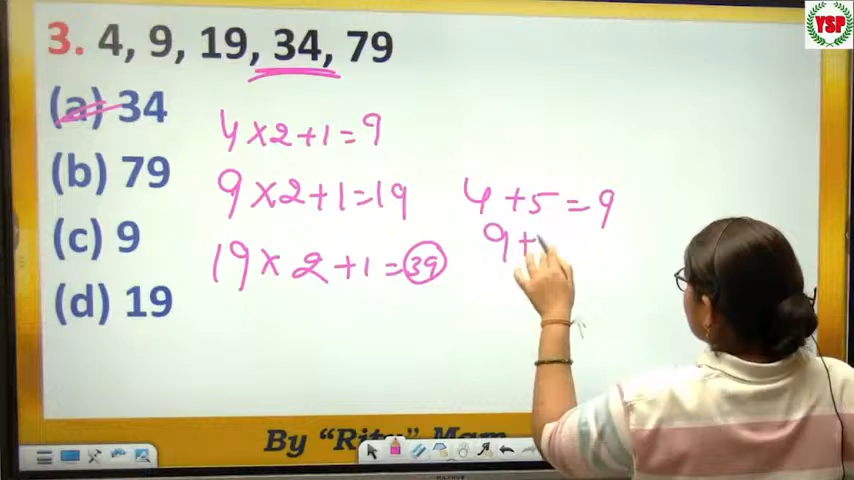 YSP
3. 4, 9, 19, 34, 79
(a) 34
(b) 79
(c) 9
(d) 19
4×2+1=9
9×2+1=19
19×2+1=39
4+5=9
9+
By "Ritu" Mam